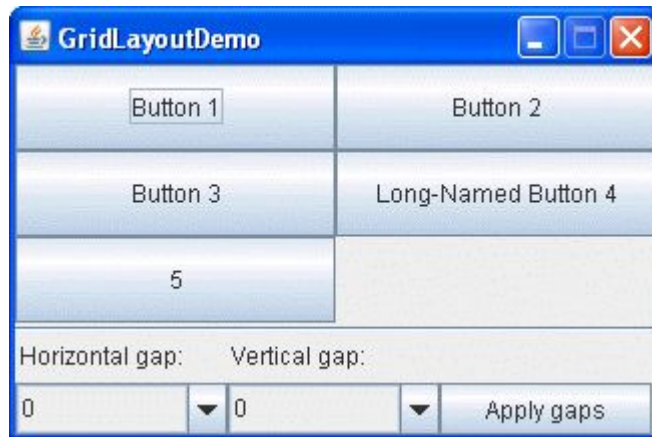 GridLayoutDemo
Button 1 Button 2
Button 3 Long-Named Button 4
5
Horizontal gap: Vertical gap:
0 0 Apply gaps